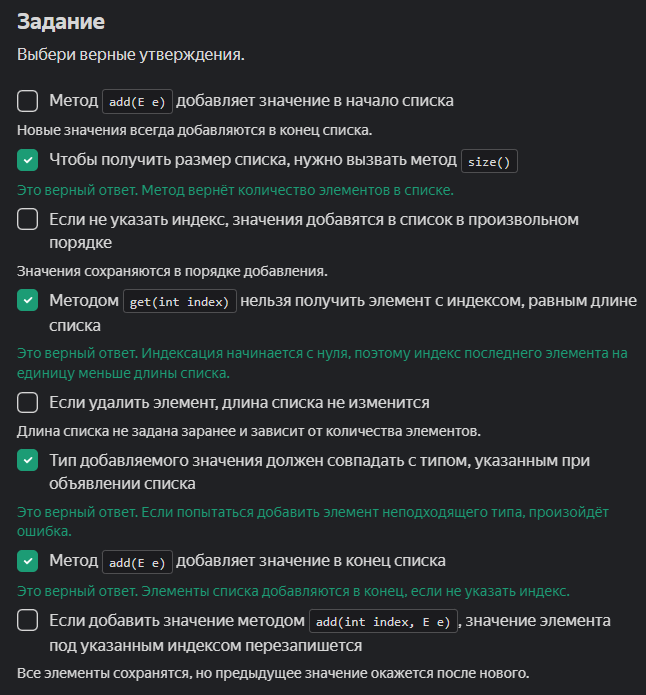 Задание
Выбери верные утверждения.
Метод add(E e) добавляет значение в начало списка
Новые значения всегда добавляются в конец списка.
Чтобы получить размер списка, нужно вызвать метод size()
Это верный ответ. Метод вернёт количество элементов в списке.
Если не указать индекс, значения добавятся в список в произвольном
порядке
Значения сохраняются в порядке добавления.
Методом get(int index) нельзя получить элемент с индексом, равным длине
списка
Это верный ответ. Индексация начинается с нуля, поэтому индекс последнего элемента на
единицу меньше длины списка.
Если удалить элемент, длина списка не изменится
Длина списка не задана заранее и зависит от количества элементов.
Тип добавляемого значения должен совпадать с типом, указанным при
объявлении списка
Это верный ответ. Если попытаться добавить элемент неподходящего типа, произойдёт
ошибка.
Метод add(E e) добавляет значение в конец списка
Это верный ответ. Элементы списка добавляются в конец, если не указать индекс.
Если добавить значение методом add(int index, E e), значение элемента
под указанным индексом перезапишется
Все элементы сохранятся, но предыдущее значение окажется после нового.